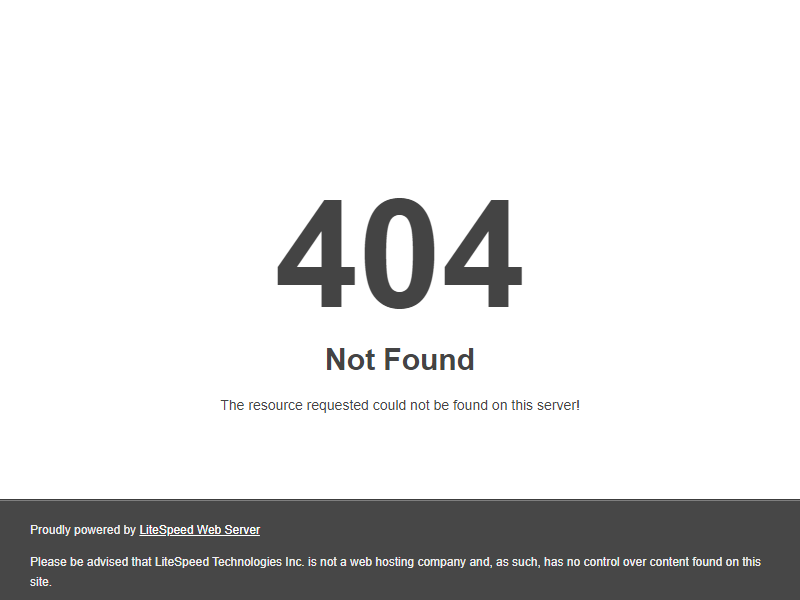 404
Not Found
The resource requested could not be found on this server!
Proudly powered by LiteSpeed Web Server
Please be advised that LiteSpeed Technologies Inc. is not a web hosting company and, as such, has no control over content found on this
site.